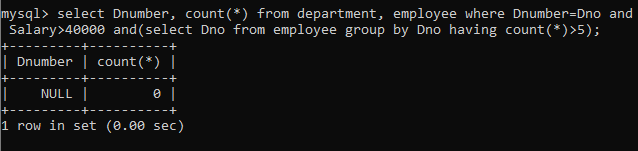 mysql> select Dnumber, count(*) from department, employee where Dnumber=Dno and
Salary>40000 and(select Dno from employee group by Dno having count(*)>5);
+---------+----------+
| Dnumber | count(*) |
+---------+----------+
|    NULL |        0 |
+---------+----------+
1 row in set (0.00 sec)